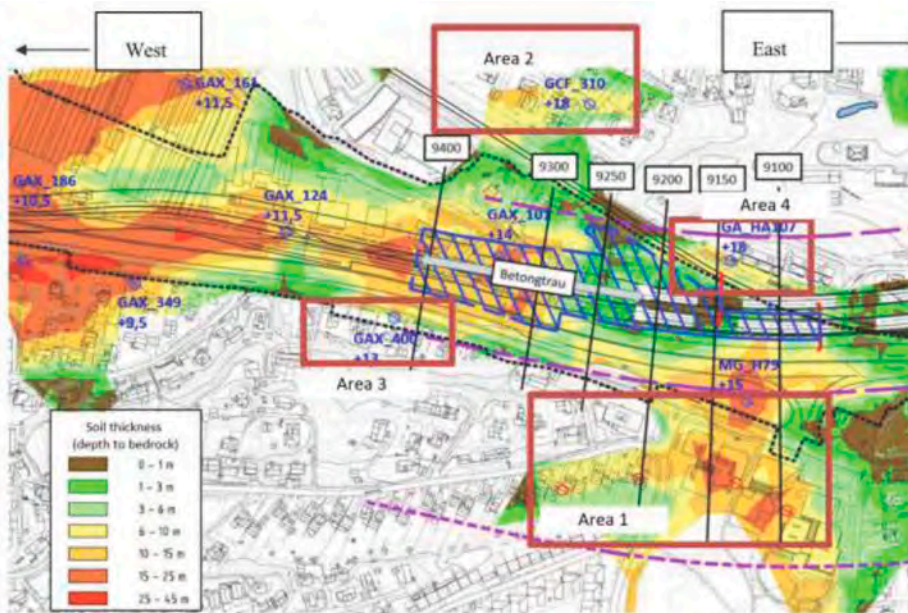 West
East
Area 2
GAX_161
+11,5
GCF_310
+18
9400
9300
9250
9200
9150
9100
Area 4
GAX_186
+10,5
GAX_124
+11,5
GAX_101
+14
GA_HA107
+18
Betongtrau
GAX_349
+9,5
GAX_400
+13
Area 3
MG_H79
+15
Area 1
Soil thickness
(depth to bedrock)
0 – 1 m
1 – 3 m
3 – 6 m
6 – 10 m
10 – 15 m
15 – 25 m
25 – 45 m